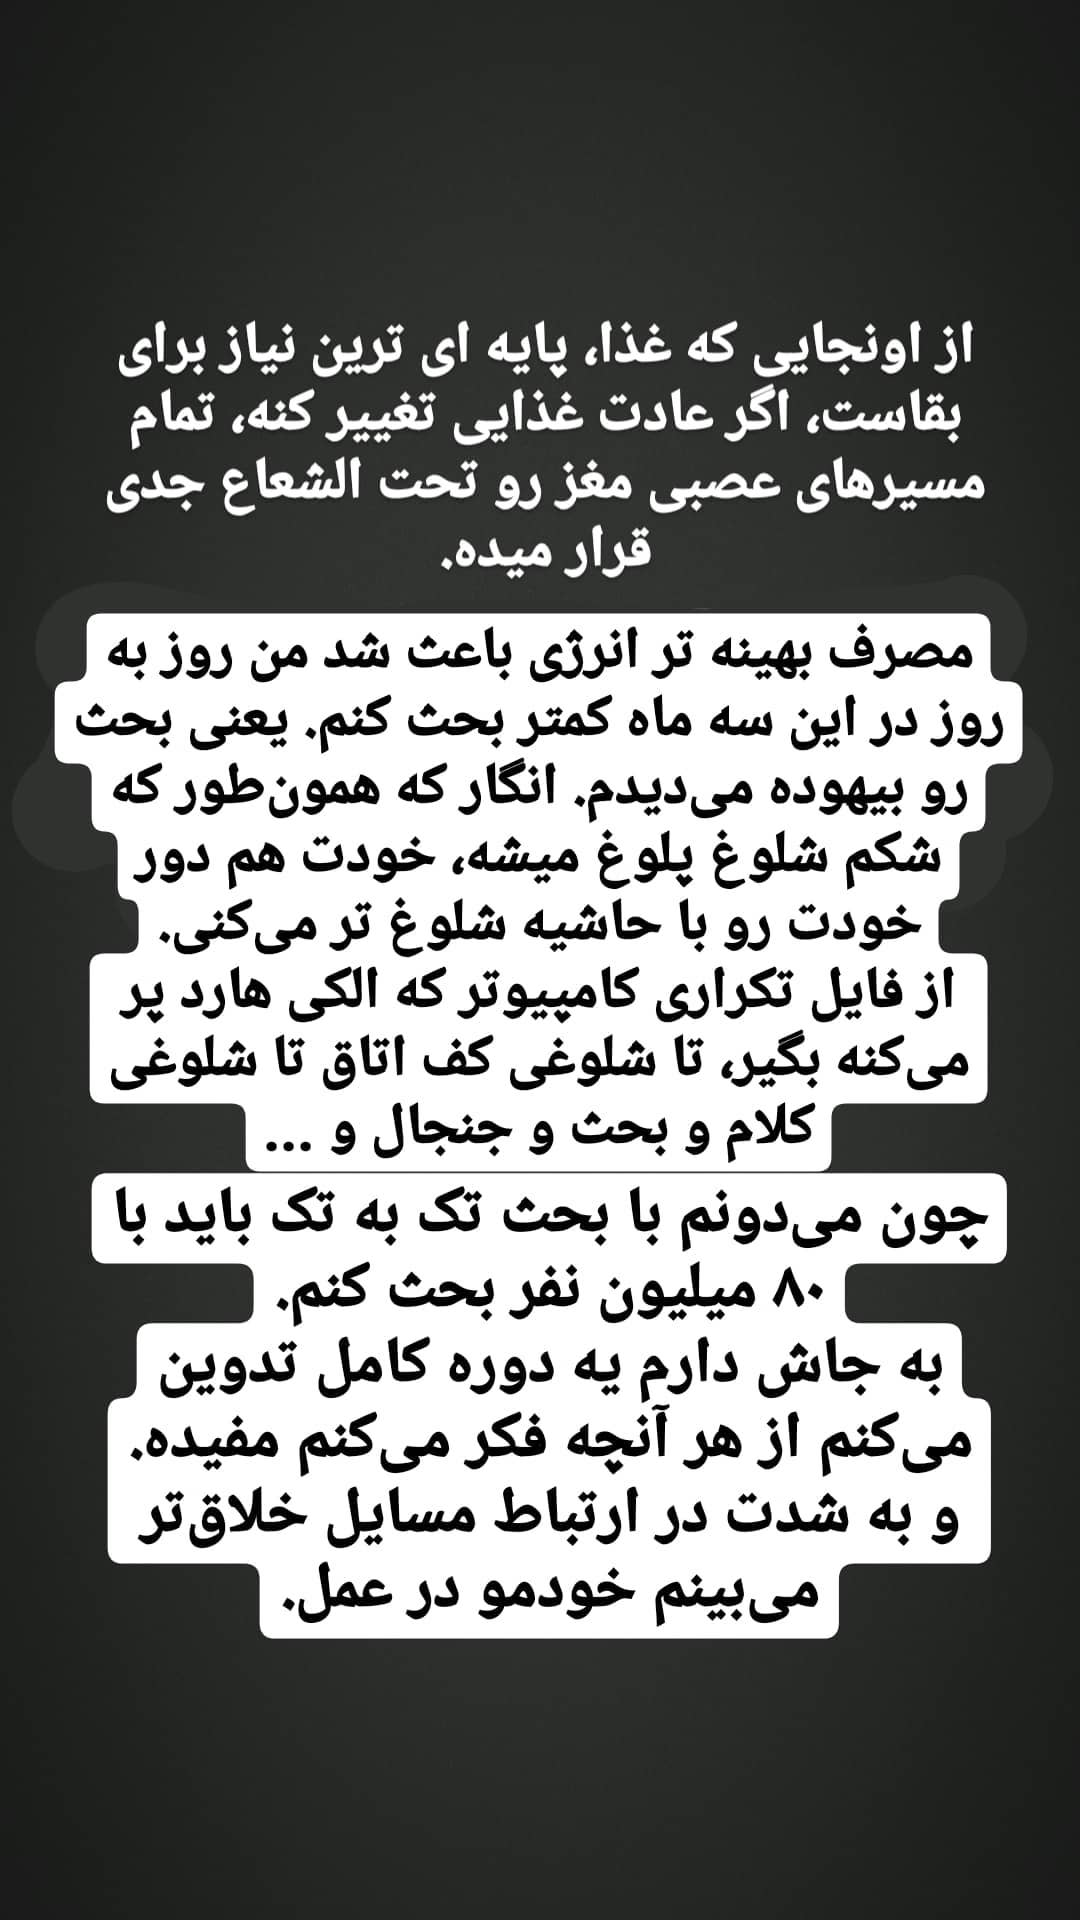 از اونجایی که غذا، پایه ای ترین نیاز برای
بقاست، اگر عادت غذایی تغییر کنه، تمام
مسیرهای عصبی مغز رو تحت الشعاع جدی
قرار میده.
مصرف بهینه تر انرژی باعث شد من روز به
روز در این سه ماه کمتر بحث کنم. یعنی بحث
رو بیهوده می‌دیدم. انگار که همون‌طور که
شکم شلوغ پلوغ میشه، خودت هم دور
خودت رو با حاشیه شلوغ تر می‌کنی.
از فایل تکراری کامپیوتر که الکی هارد پر
می‌کنه بگیر، تا شلوغی کف اتاق تا شلوغی
کلام و بحث و جنجال و ...
چون می‌دونم با بحث تک به تک باید با
۸۰ میلیون نفر بحث کنم.
به جاش دارم یه دوره کامل تدوین
می‌کنم از هر آنچه فکر می‌کنم مفیده.
و به شدت در ارتباط مسایل خلاق‌تر
می‌بینم خودمو در عمل.